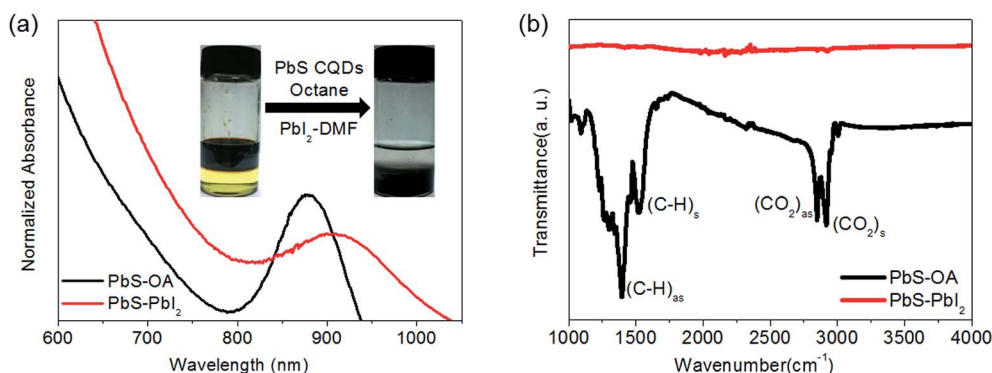 (a)
Normalized Absorbance
PbS CQDs
Octane
PbI₂-DMF
PbS-OA
PbS-PbI₂
600 700 800 900 1000
Wavelength (nm)
(b)
Transmittance(a. u.)
(C-H)ₛ
(CO₂)ₐₛ
(CO₂)ₛ
(C-H)ₐₛ
PbS-OA
PbS-PbI₂
1000 1500 2000 2500 3000 3500 4000
Wavenumber(cm⁻¹)